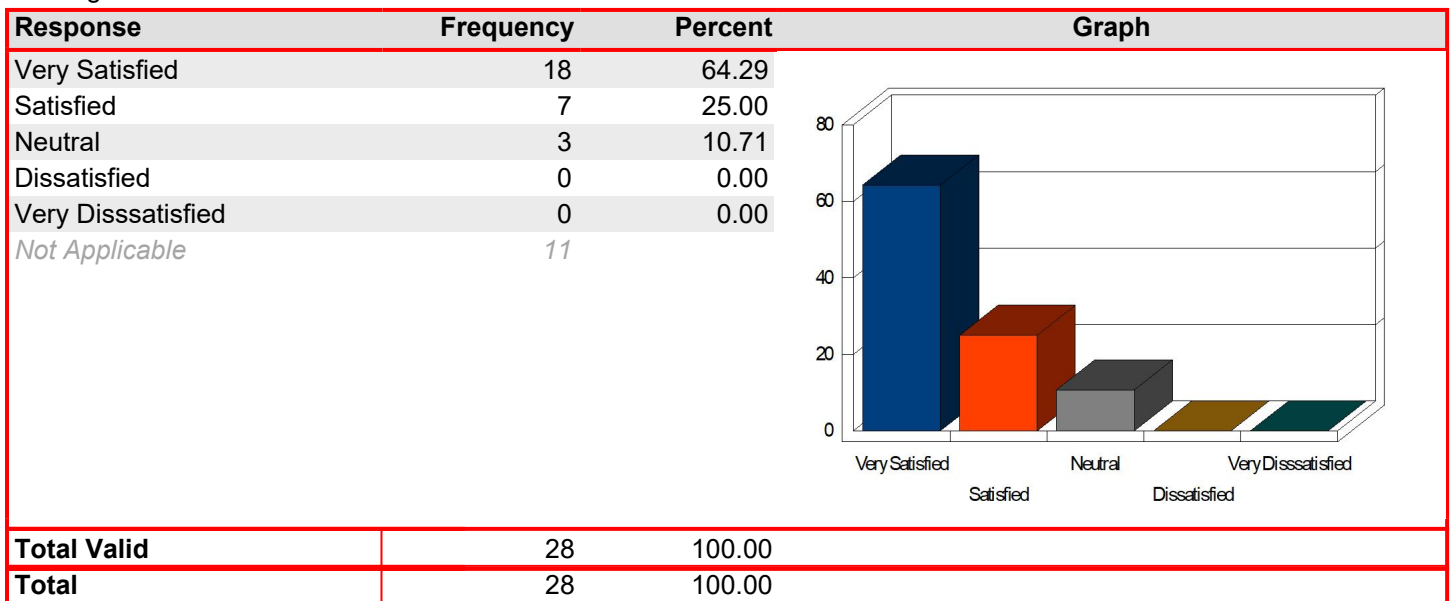 Response Frequency Percent Graph
Very Satisfied 18 64.29
Satisfied 7 25.00
Neutral 3 10.71
Dissatisfied 0 0.00
Very Disssatisfied 0 0.00
Not Applicable 11
80
60
40
20
0
Very Satisfied Neutral Very Disssatisfied
Satisfied Dissatisfied
Total Valid 28 100.00
Total 28 100.00